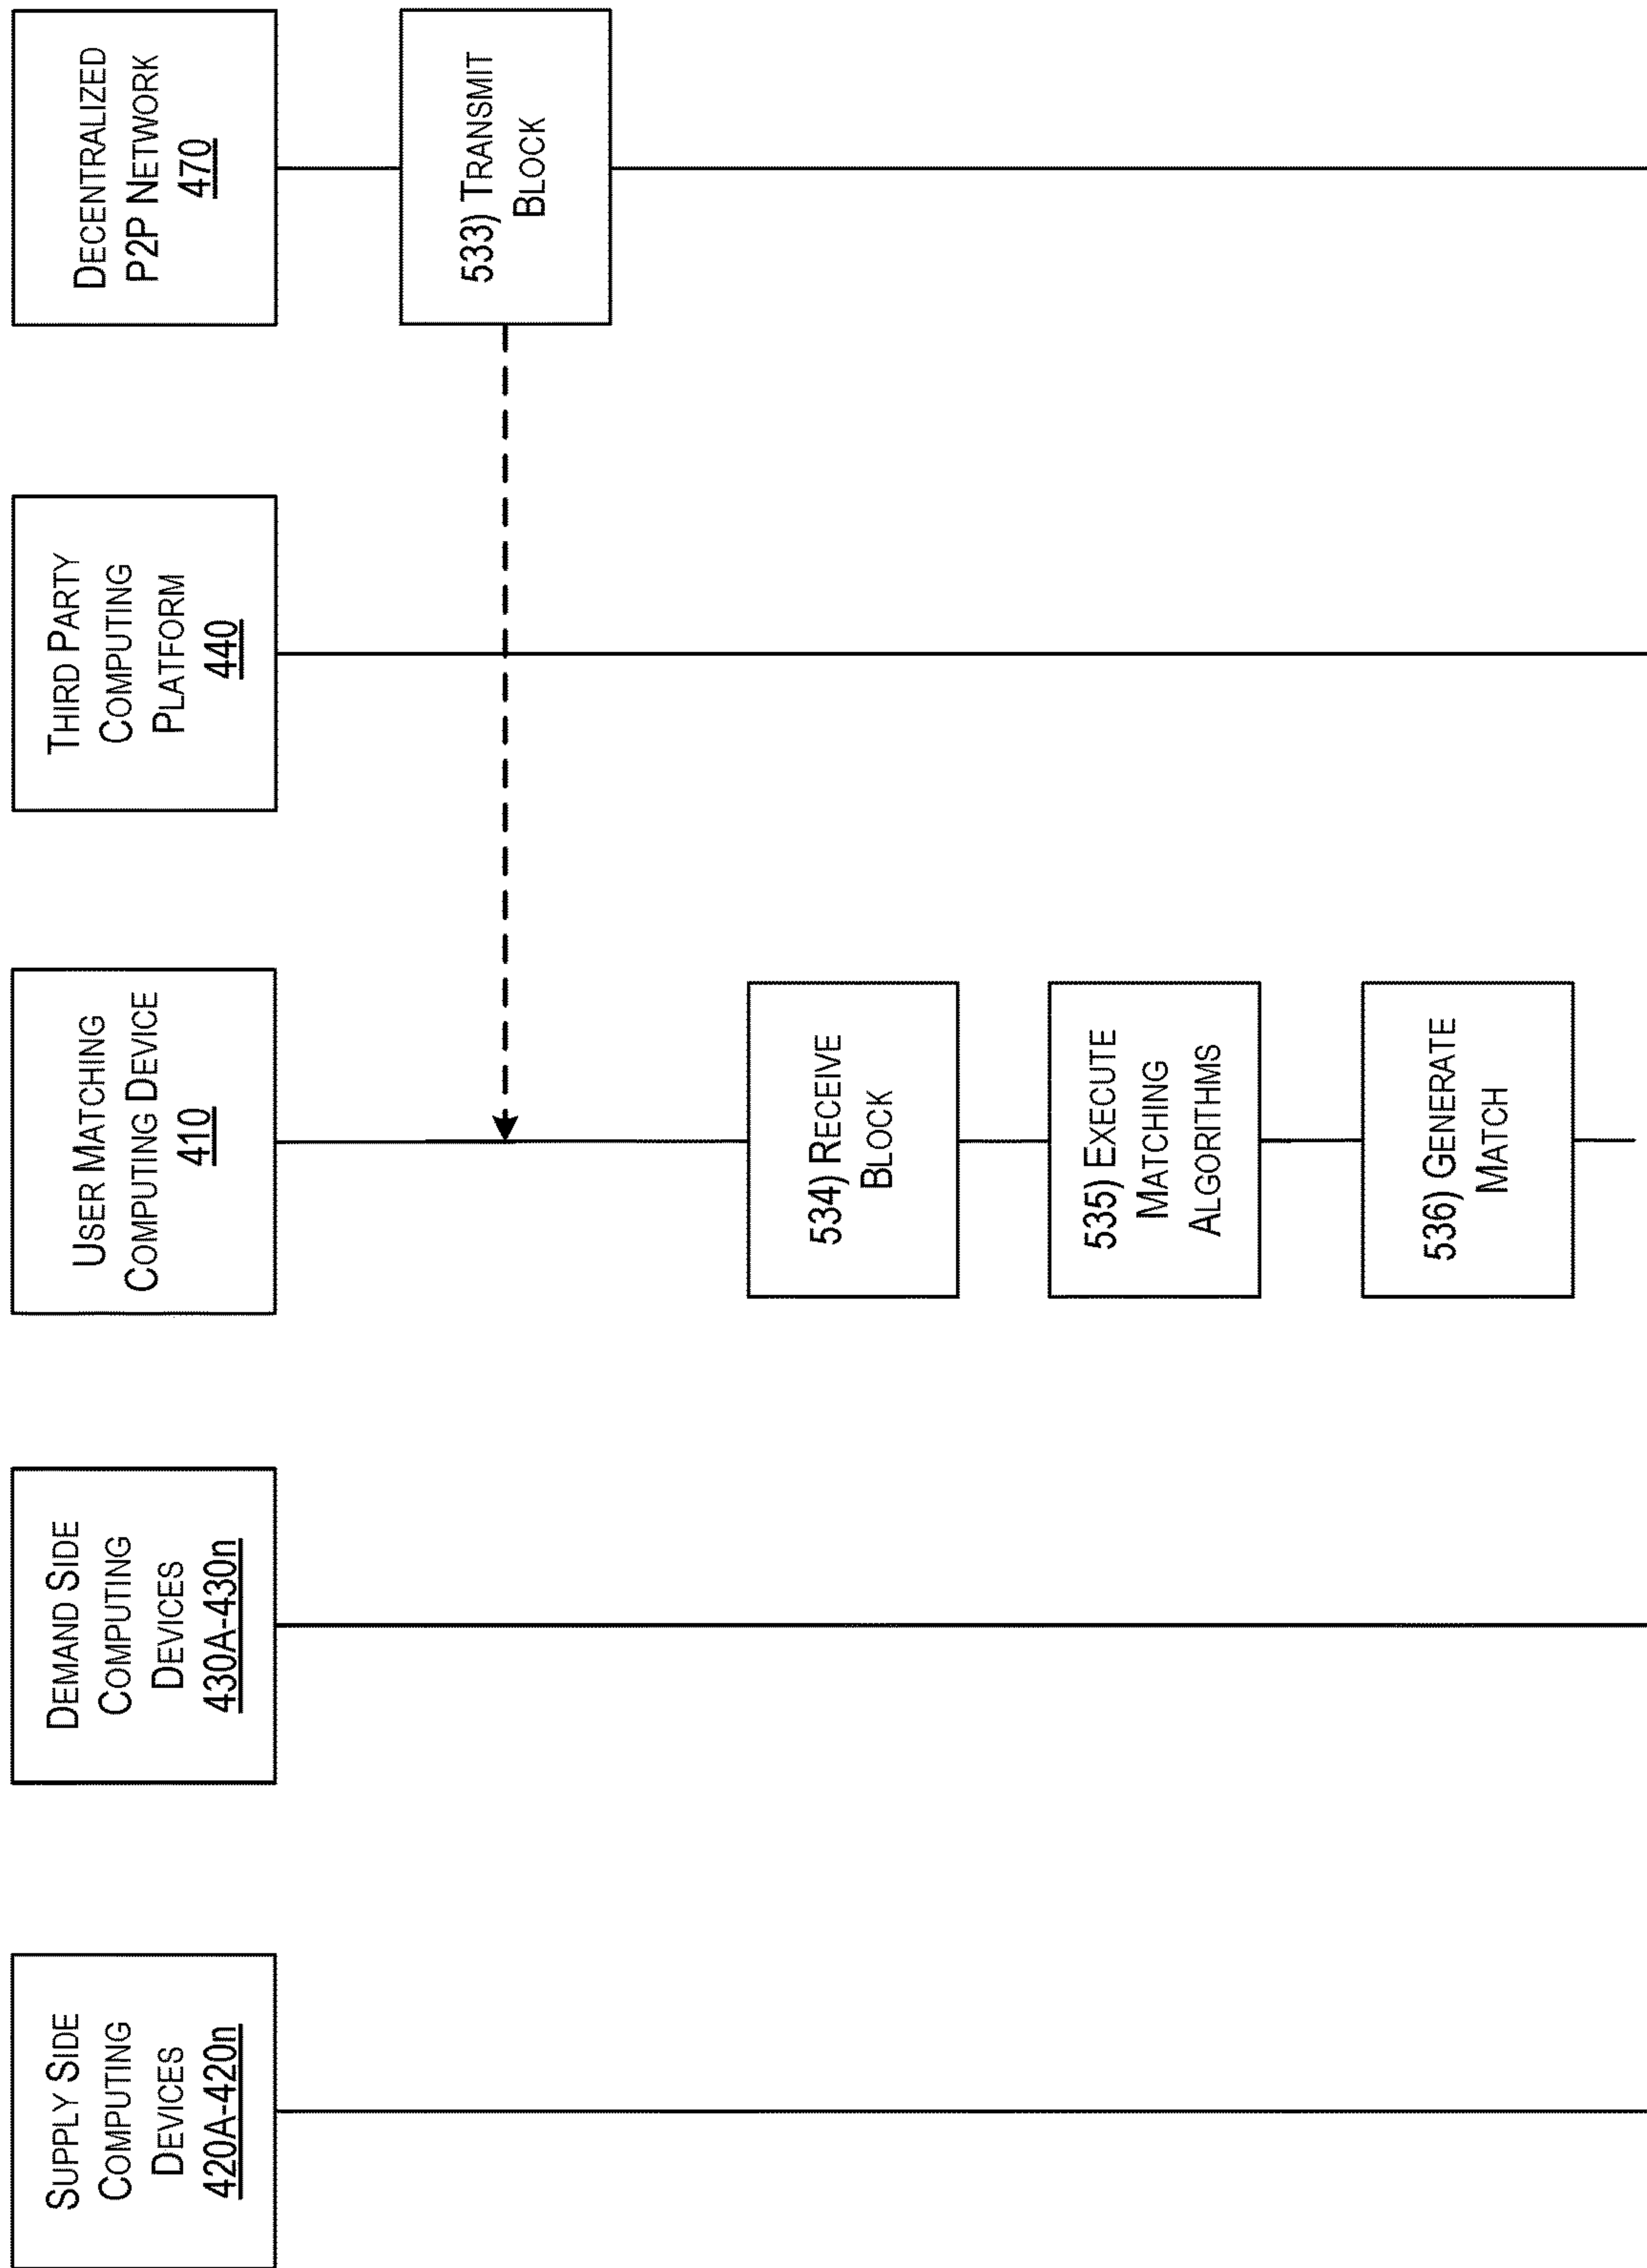 SUPPLY SIDE
COMPUTING
DEVICES
420A-420n
DEMAND SIDE
COMPUTING
DEVICES
430A-430n
USER MATCHING
COMPUTING DEVICE
410
THIRD PARTY
COMPUTING
PLATFORM
440
DECENTRALIZED
P2P NETWORK
470
533) TRANSMIT
BLOCK
534) RECEIVE
BLOCK
535) EXECUTE
MATCHING
ALGORITHMS
536) GENERATE
MATCH